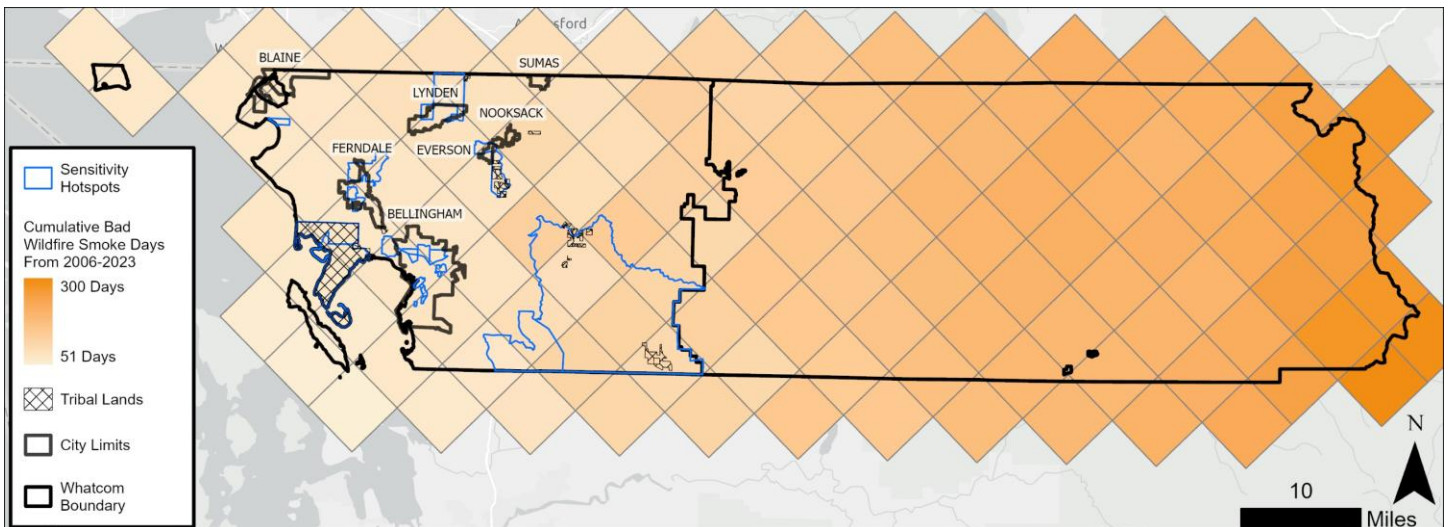 BLAINE
SUMAS
LYNDEN
NOOKSACK
FERNDALE
EVERSON
BELLINGHAM
Sensitivity
Hotspots
Cumulative Bad
Wildfire Smoke Days
From 2006-2023
300 Days
51 Days
Tribal Lands
City Limits
Whatcom
Boundary
N
10
Miles